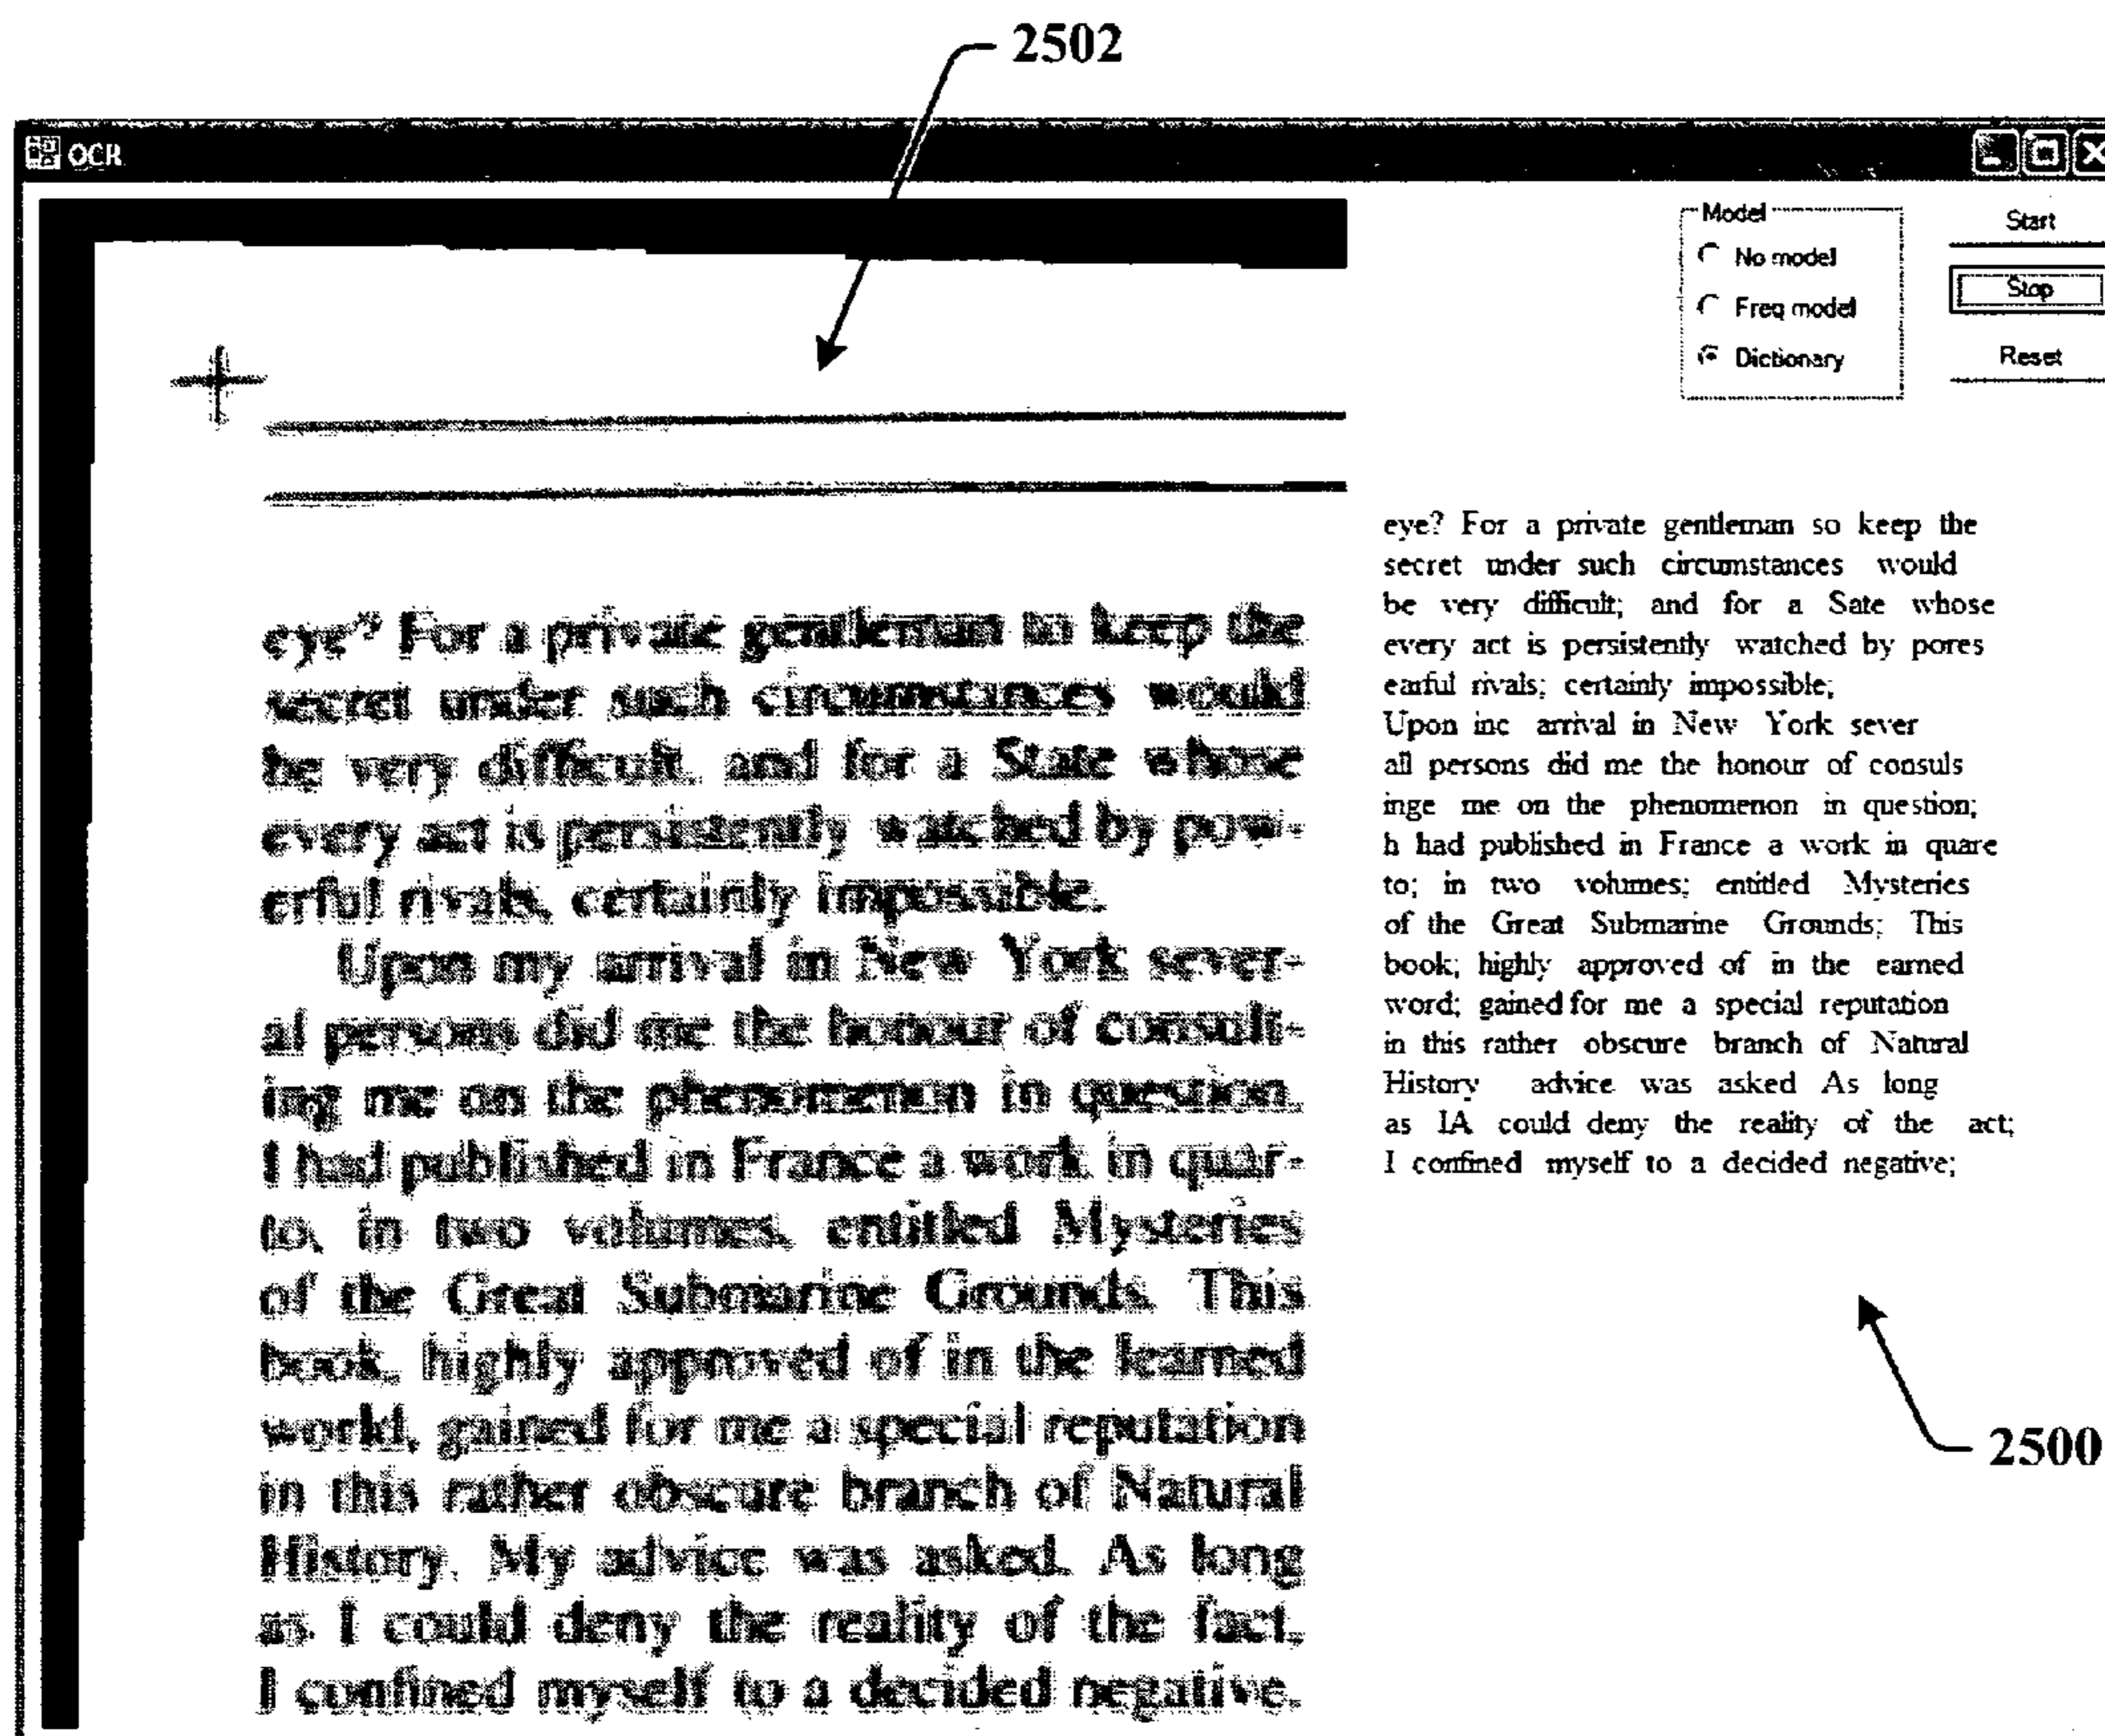 2502
OCR
Model
No model
Freq model
Dictionary
Start
Stop
Reset
eye? For a private gentleman to keep the
secret under such circumstances would
be very difficult, and for a State whose
every act is persistently watched by pow-
erful rivals, certainly impossible.
Upon my arrival in New York sever-
al persons did me the honour of consult-
ing me on the phenomenon in question.
I had published in France a work in quar-
to, in two volumes, entitled Mysteries
of the Great Submarine Grounds. This
book, highly approved of in the learned
world, gained for me a special reputation
in this rather obscure branch of Natural
History. My advice was asked. As long
as I could deny the reality of the fact,
I confined myself to a decided negative.
eye? For a private gentleman so keep the
secret under such circumstances would
be very difficult; and for a Sate whose
every act is persistently watched by pores
earful rivals; certainly impossible;
Upon inc arrival in New York sever
all persons did me the honour of consuls
inge me on the phenomenon in question;
h had published in France a work in quare
to; in two volumes; entitled Mysteries
of the Great Submarine Grounds; This
book; highly approved of in the earned
word; gained for me a special reputation
in this rather obscure branch of Natural
History advice was asked As long
as IA could deny the reality of the act;
I confined myself to a decided negative;
2500